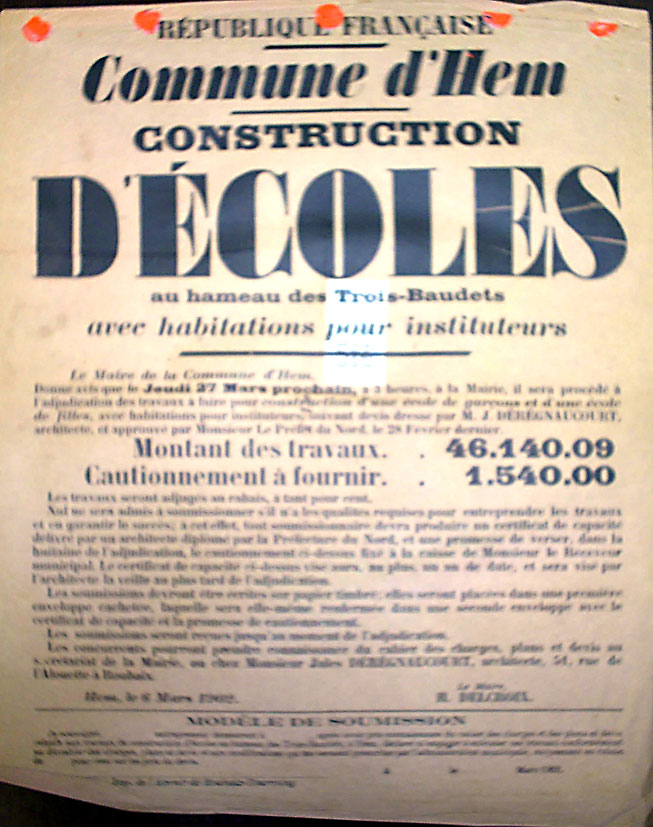 RÉPUBLIQUE FRANÇAISE
Commune d'Hem
CONSTRUCTION
D'ÉCOLES
au hameau des Trois-Baudets
avec habitations pour instituteurs
Le Maire de la Commune d'Hem,
Donne avis que le Jeudi 27 Mars prochain, à 3 heures, à la Mairie, il sera procédé à
l'adjudication des travaux à faire pour construction d'une école de garçons et d'une école
de filles, avec habitations pour instituteurs, suivant devis dressé par M. J. DÉRÉGNAUCOURT,
architecte, et approuvé par Monsieur Le Préfet du Nord, le 28 Février dernier.
Montant des travaux. . 46.140.09
Cautionnement à fournir. . 1.540.00
Les travaux seront adjugés au rabais, à tant pour cent.
Nul ne sera admis à soumissionner s'il n'a les qualités requises pour entreprendre les travaux
et en garantir le succès; à cet effet, tout soumissionnaire devra produire un certificat de capacité
délivré par un architecte diplômé par la Préfecture du Nord, et une promesse de verser, dans la
huitaine de l'adjudication, le cautionnement ci-dessus fixé à la caisse de Monsieur le Receveur
municipal. Le certificat de capacité ci-dessus visé aura, au plus, un an de date, et sera visé par
l'architecte la veille au plus tard de l'adjudication.
Les soumissions devront être écrites sur papier timbré; elles seront placées dans une première
enveloppe cachetée, laquelle sera elle-même renfermée dans une seconde enveloppe avec le
certificat de capacité et la promesse de cautionnement.
Les soumissions seront reçues jusqu'au moment de l'adjudication.
Les concurrents pourront prendre connaissance du cahier des charges, plans et devis au
secrétariat de la Mairie, ou chez Monsieur Jules DÉRÉGNAUCOURT, architecte, 51, rue de
l'Alouette à Roubaix.
Hem, le 6 Mars 1902.
Le Maire,
H. DELCROIX.
MODÈLE DE SOUMISSION
Mars 1902.
Imp. de l'Avenir de Roubaix-Tourcoing